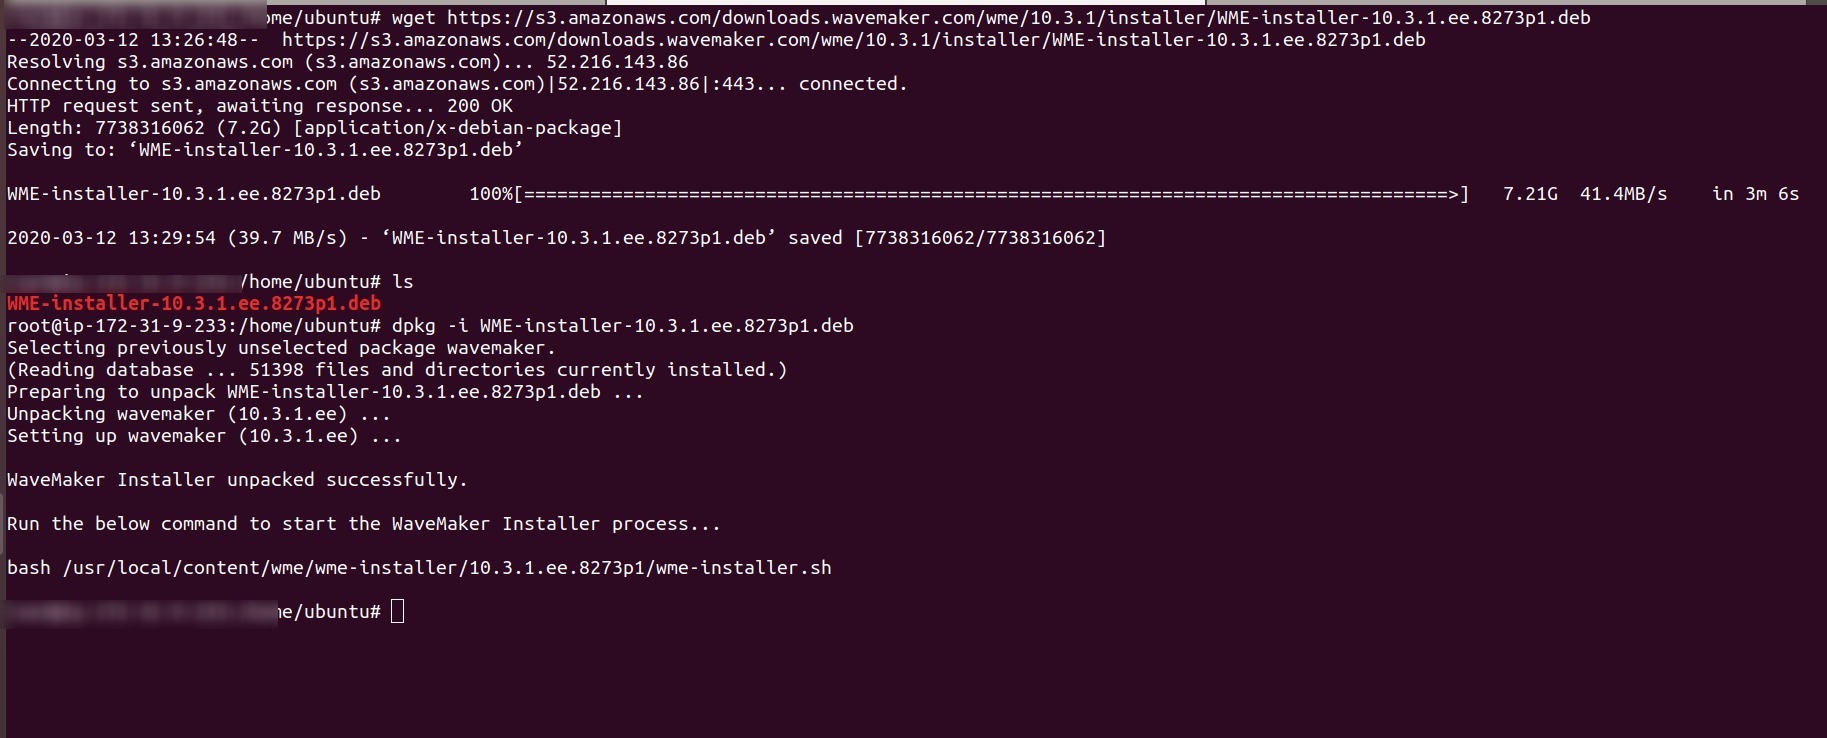 ome/ubuntu# wget https://s3.amazonaws.com/downloads.wavemaker.com/wme/10.3.1/installer/WME-installer-10.3.1.ee.8273p1.deb
--2020-03-12 13:26:48--  https://s3.amazonaws.com/downloads.wavemaker.com/wme/10.3.1/installer/WME-installer-10.3.1.ee.8273p1.deb
Resolving s3.amazonaws.com (s3.amazonaws.com)... 52.216.143.86
Connecting to s3.amazonaws.com (s3.amazonaws.com)|52.216.143.86|:443... connected.
HTTP request sent, awaiting response... 200 OK
Length: 7738316062 (7.2G) [application/x-debian-package]
Saving to: ‘WME-installer-10.3.1.ee.8273p1.deb’
WME-installer-10.3.1.ee.8273p1.deb        100%[====================================================================================>]   7.21G  41.4MB/s    in 3m 6s
2020-03-12 13:29:54 (39.7 MB/s) - ‘WME-installer-10.3.1.ee.8273p1.deb’ saved [7738316062/7738316062]
/home/ubuntu# ls
WME-installer-10.3.1.ee.8273p1.deb
root@ip-172-31-9-233:/home/ubuntu# dpkg -i WME-installer-10.3.1.ee.8273p1.deb
Selecting previously unselected package wavemaker.
(Reading database ... 51398 files and directories currently installed.)
Preparing to unpack WME-installer-10.3.1.ee.8273p1.deb ...
Unpacking wavemaker (10.3.1.ee) ...
Setting up wavemaker (10.3.1.ee) ...
WaveMaker Installer unpacked successfully.
Run the below command to start the WaveMaker Installer process...
bash /usr/local/content/wme/wme-installer/10.3.1.ee.8273p1/wme-installer.sh
me/ubuntu#